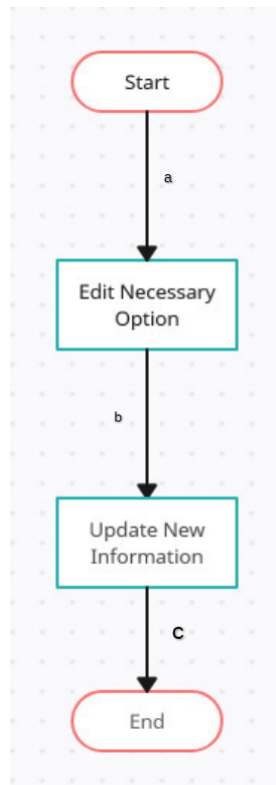 Start
a
Edit Necessary
Option
b
Update New
Information
C
End